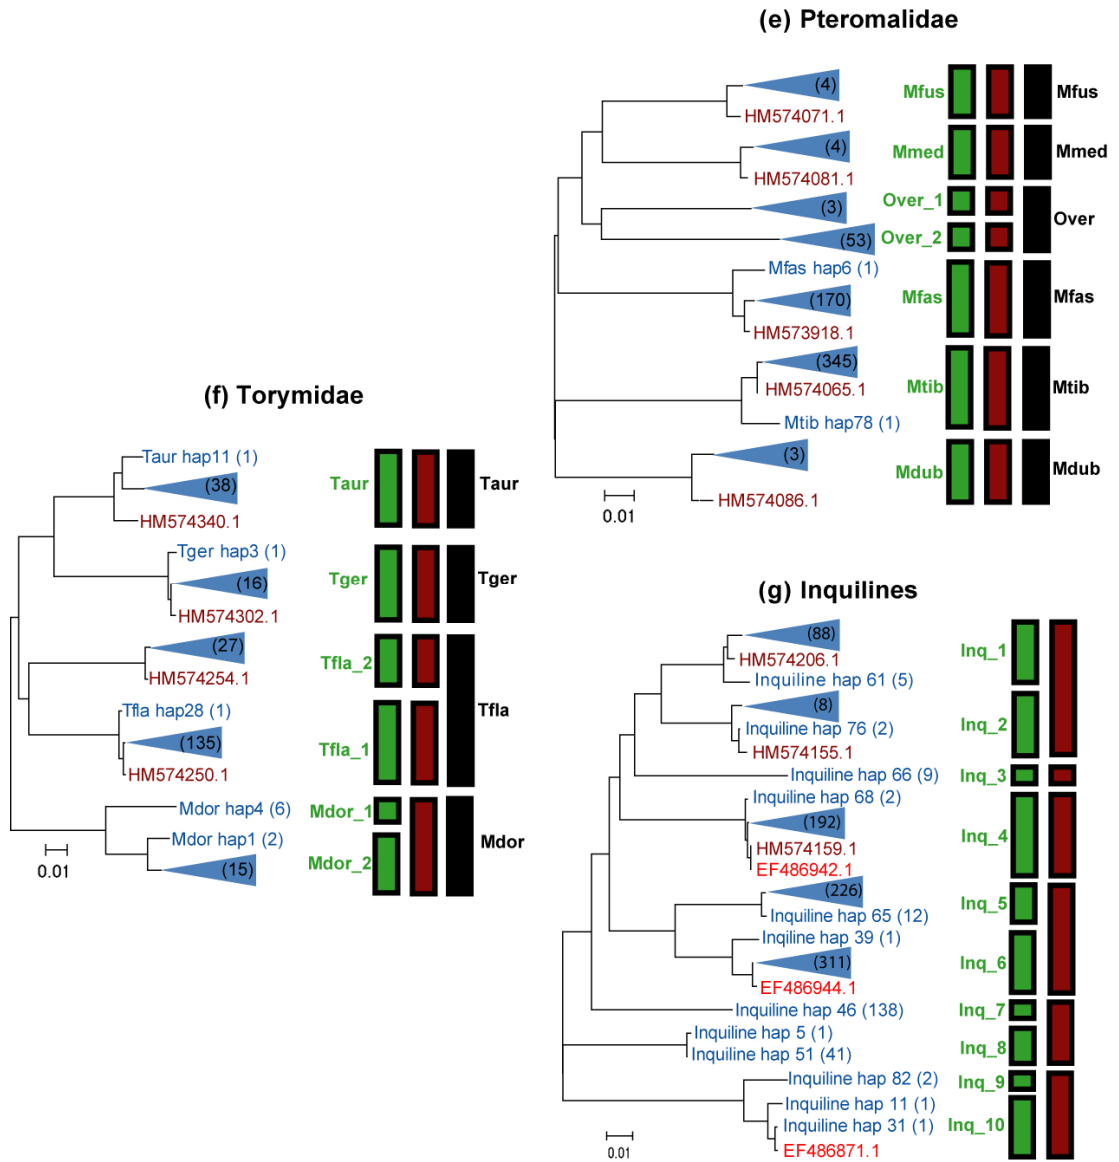 (e) Pteromalidae
(4)
HM574071.1
Mfus
Mfus
(4)
HM574081.1
Mmed
Mmed
(3)
Over_1
(53)
Over_2
Over
Mfas hap6 (1)
(170)
HM573918.1
Mfas
Mfas
(345)
HM574065.1
Mtib hap78 (1)
Mtib
Mtib
(3)
HM574086.1
Mdub
Mdub
0.01
(f) Torymidae
Taur hap11 (1)
(38)
HM574340.1
Taur
Taur
Tger hap3 (1)
(16)
HM574302.1
Tger
Tger
(27)
HM574254.1
Tfla_2
Tfla hap28 (1)
(135)
HM574250.1
Tfla_1
Tfla
Mdor hap4 (6)
Mdor_1
Mdor hap1 (2)
(15)
Mdor_2
Mdor
0.01
(g) Inquilines
(88)
HM574206.1
Inquiline hap 61 (5)
Inq_1
(8)
Inquiline hap 76 (2)
HM574155.1
Inq_2
Inquiline hap 66 (9)
Inq_3
Inquiline hap 68 (2)
(192)
HM574159.1
EF486942.1
Inq_4
(226)
Inquiline hap 65 (12)
Inq_5
Inqiline hap 39 (1)
(311)
EF486944.1
Inq_6
Inquiline hap 46 (138)
Inq_7
Inquiline hap 5 (1)
Inquiline hap 51 (41)
Inq_8
Inquiline hap 82 (2)
Inq_9
Inquiline hap 11 (1)
Inquiline hap 31 (1)
EF486871.1
Inq_10
0.01